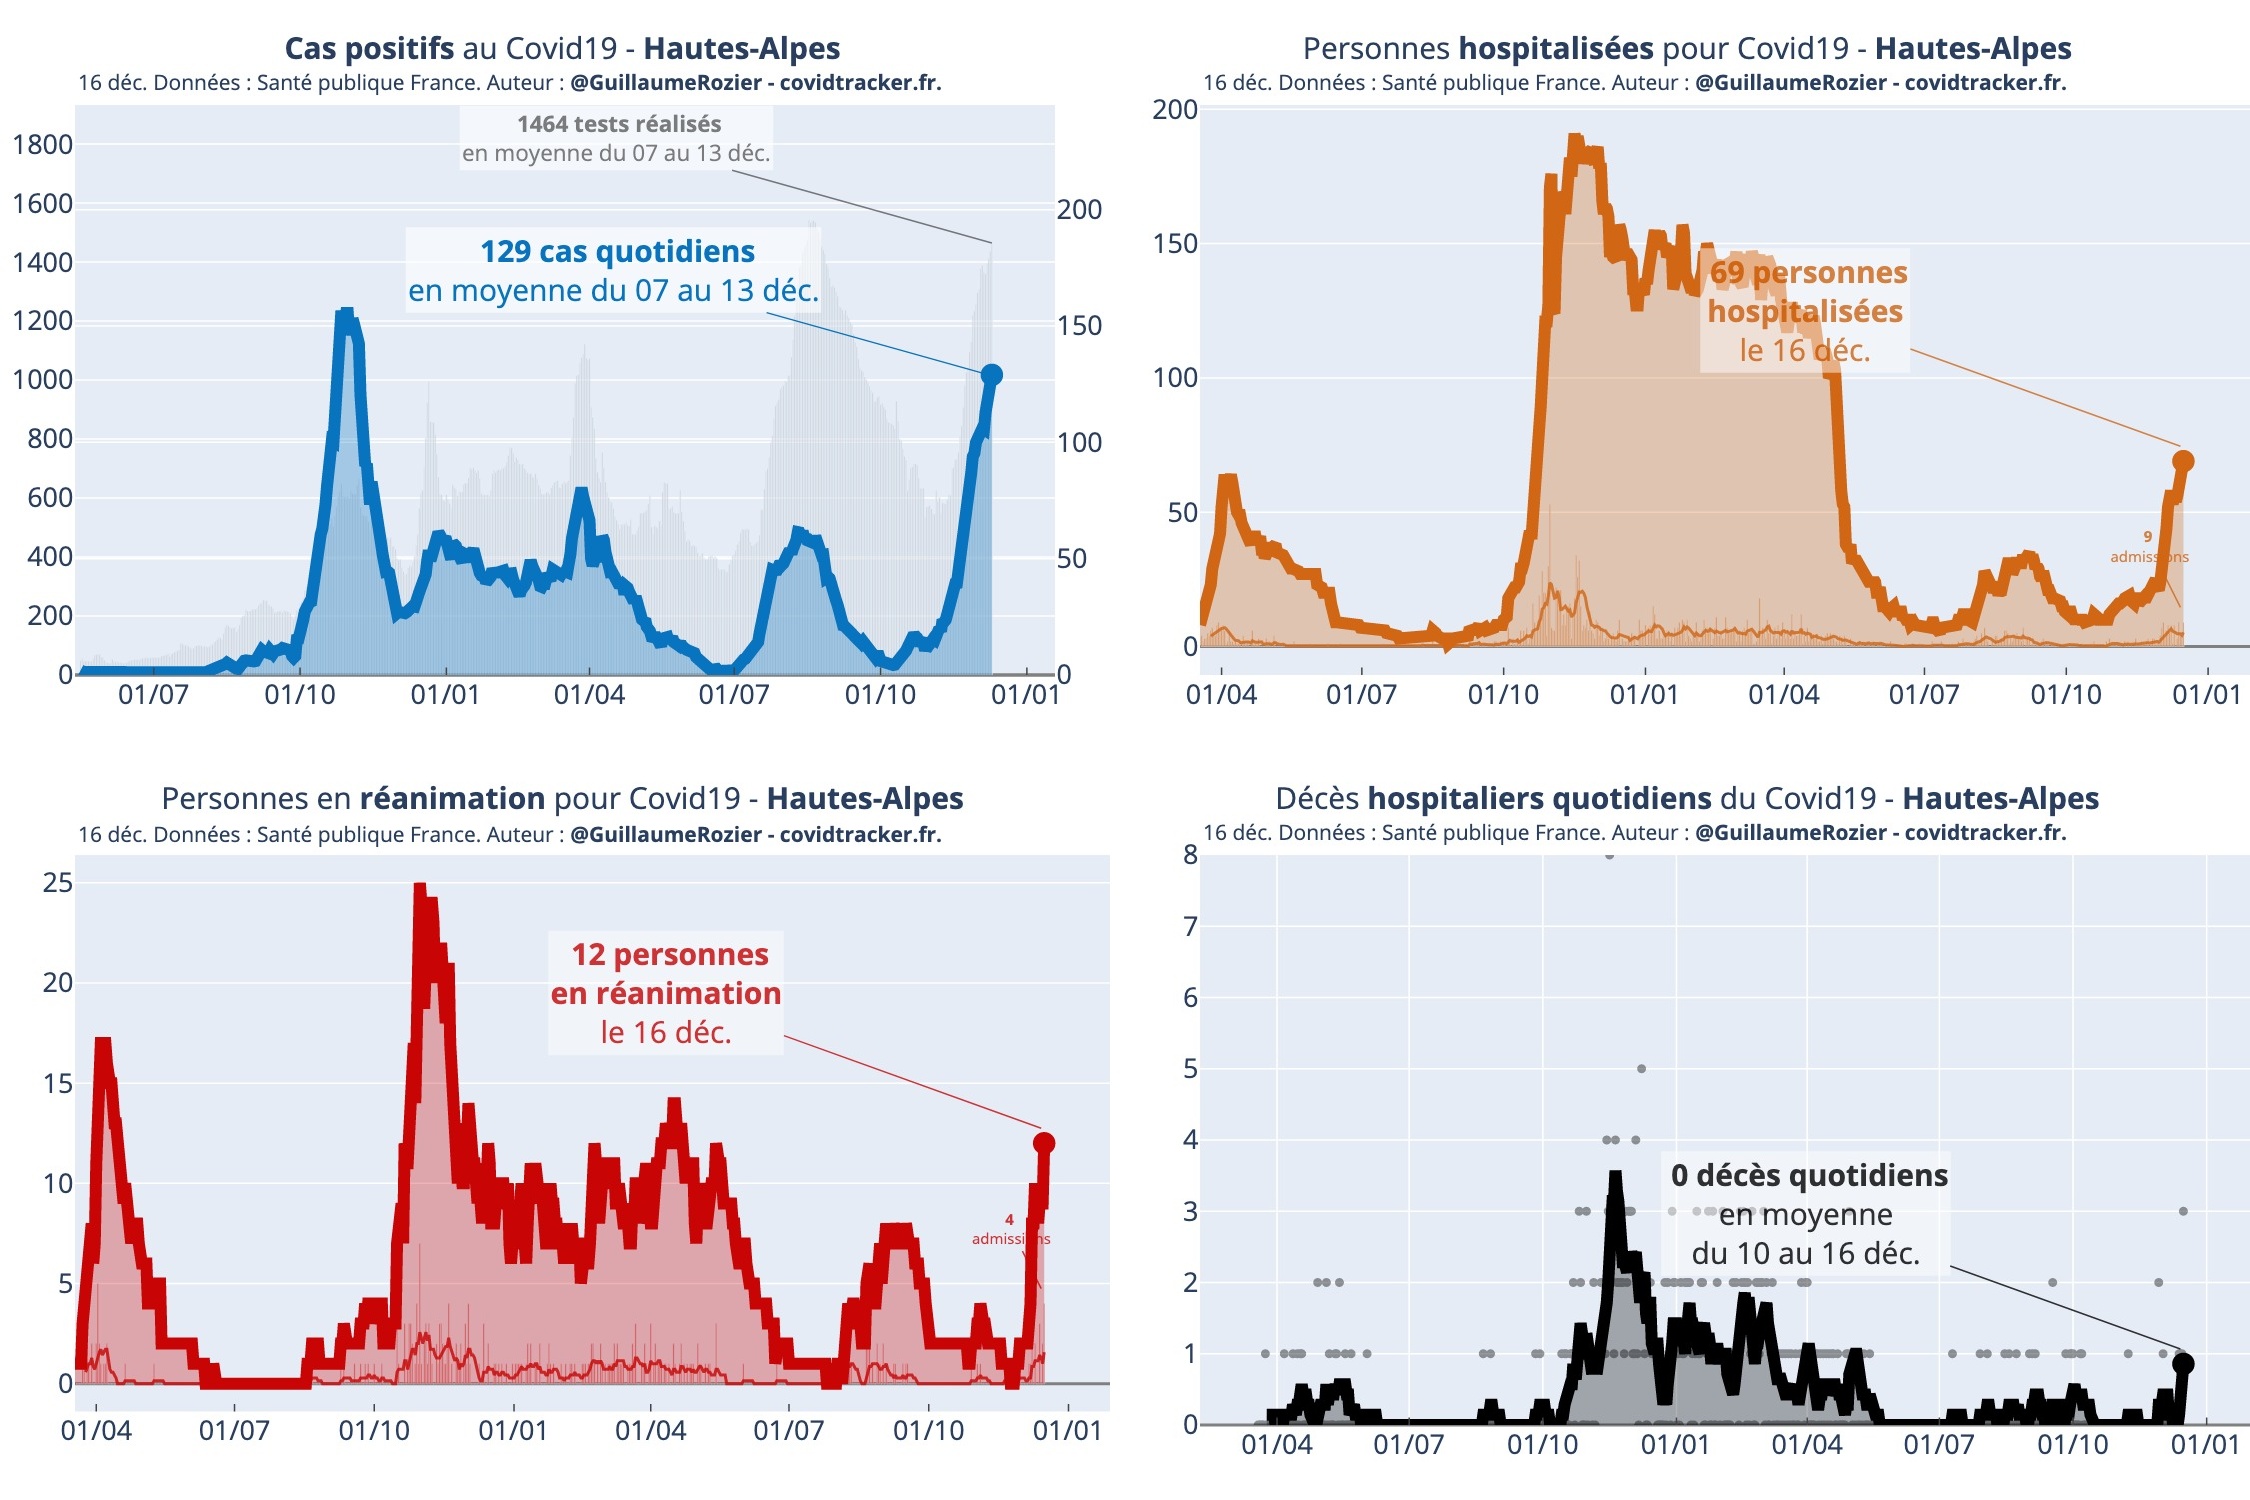 Cas positifs au Covid19 - Hautes-Alpes
16 déc. Données : Santé publique France. Auteur : @GuillaumeRozier - covidtracker.fr.
1464 tests réalisés
en moyenne du 07 au 13 déc.
129 cas quotidiens
en moyenne du 07 au 13 déc.
1800
1600
1400
1200
1000
800
600
400
200
0
200
150
100
50
0
01/07 01/10 01/01 01/04 01/07 01/10 01/01
Personnes hospitalisées pour Covid19 - Hautes-Alpes
16 déc. Données : Santé publique France. Auteur : @GuillaumeRozier - covidtracker.fr.
200
150
100
50
0
69 personnes
hospitalisées
le 16 déc.
9
admissions
01/04 01/07 01/10 01/01 01/04 01/07 01/10 01/01
Personnes en réanimation pour Covid19 - Hautes-Alpes
16 déc. Données : Santé publique France. Auteur : @GuillaumeRozier - covidtracker.fr.
25
20
15
10
5
0
12 personnes
en réanimation
le 16 déc.
4
admissions
01/04 01/07 01/10 01/01 01/04 01/07 01/10 01/01
Décès hospitaliers quotidiens du Covid19 - Hautes-Alpes
16 déc. Données : Santé publique France. Auteur : @GuillaumeRozier - covidtracker.fr.
8
7
6
5
4
3
2
1
0
0 décès quotidiens
en moyenne
du 10 au 16 déc.
01/04 01/07 01/10 01/01 01/04 01/07 01/10 01/01